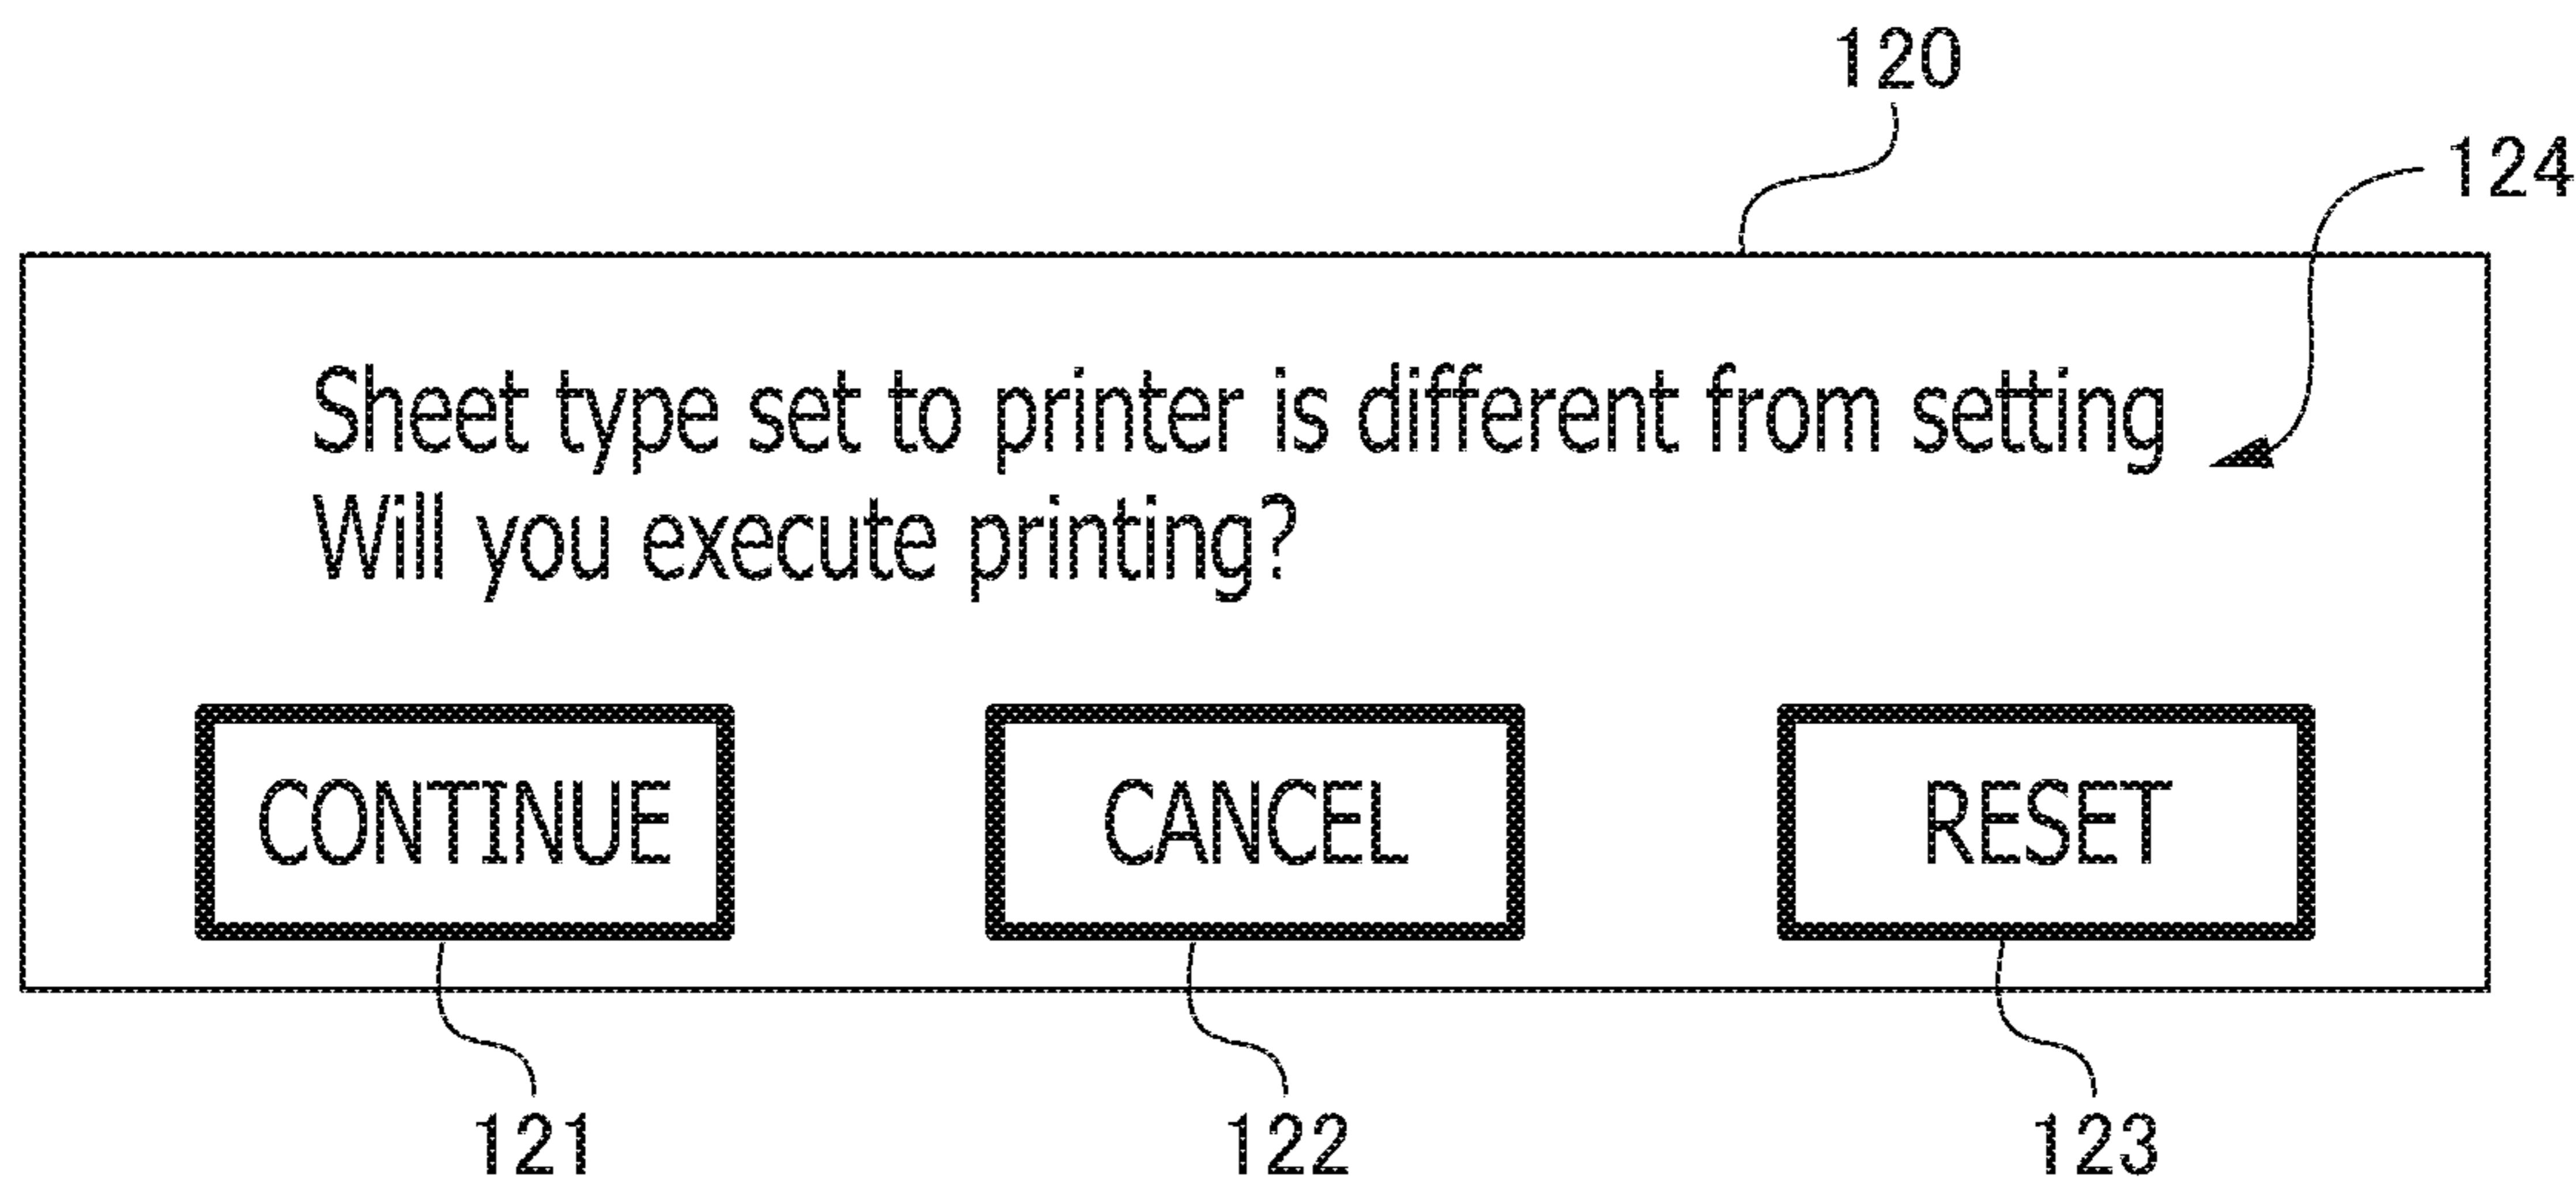 120
124
Sheet type set to printer is different from setting
Will you execute printing?
CONTINUE
CANCEL
RESET
121
122
123